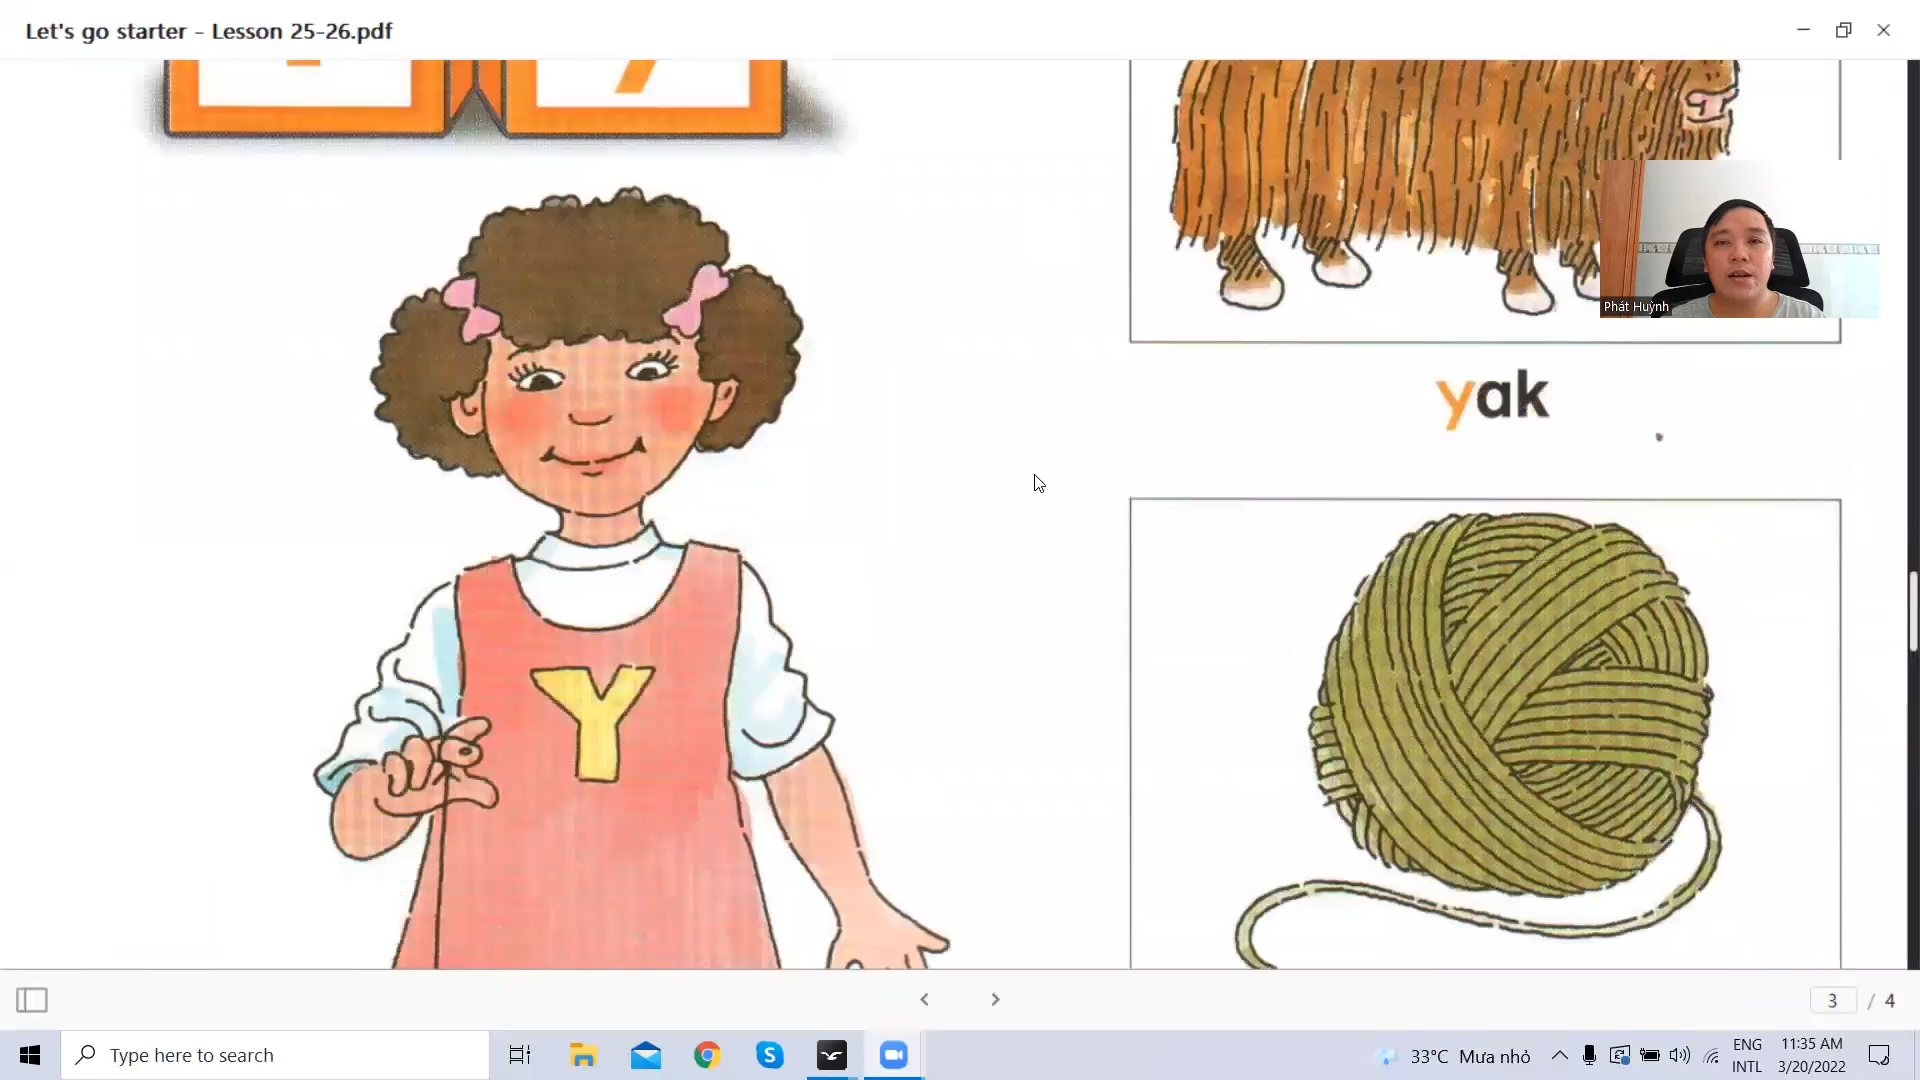 Let's go starter - Lesson 25-26.pdf
Phát Huỳnh
yak
Y
3 / 4
Type here to search
33°C Mưa nhỏ
ENG
INTL
11:35 AM
3/20/2022